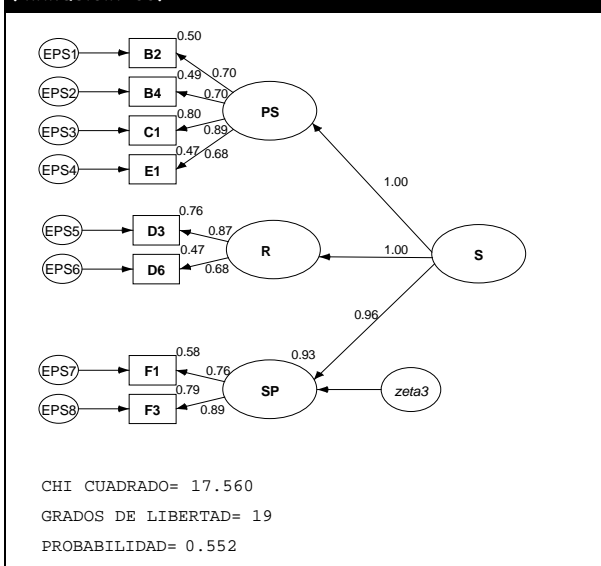 0.50
EPS1 B2
0.70
0.49
EPS2 B4
0.70
PS
0.80
EPS3 C1
0.89
0.47
0.68
EPS4 E1
1.00
0.76
EPS5 D3
0.87
R
1.00
S
0.47
EPS6 D6
0.68
0.96
0.93
0.58
EPS7 F1
0.76
SP
zeta3
0.79
EPS8 F3
0.89
CHI CUADRADO= 17.560
GRADOS DE LIBERTAD= 19
PROBABILIDAD= 0.552